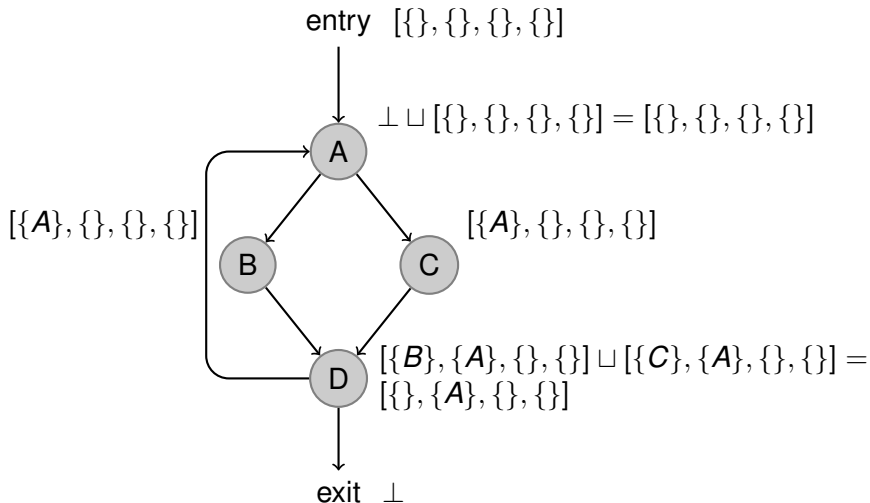 entry [{}, {}, {}, {}]
⊥ ⊔ [{}, {}, {}, {}] = [{}, {}, {}, {}]
A
[{A}, {}, {}, {}]
[{A}, {}, {}, {}]
B
C
[{B}, {A}, {}, {}] ⊔ [{C}, {A}, {}, {}] =
D
[{}, {A}, {}, {}]
exit ⊥